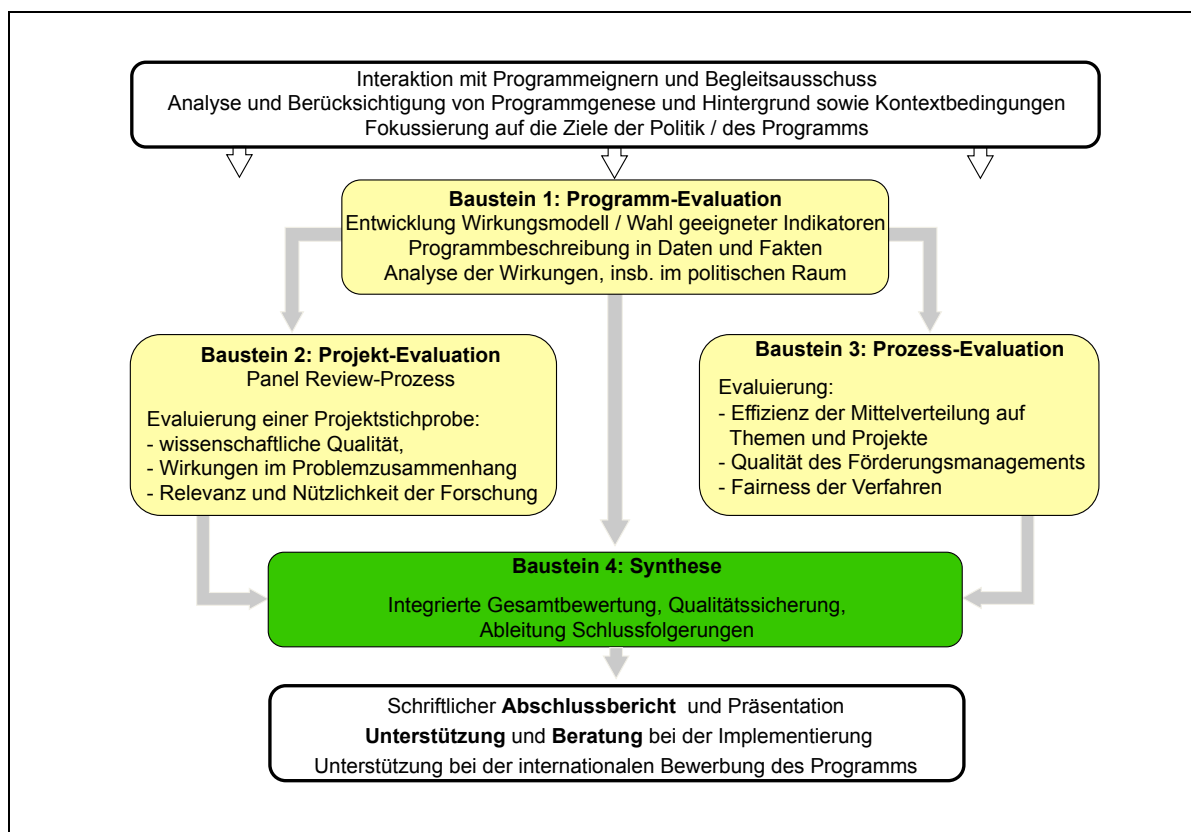 Interaktion mit Programmeignern und Begleitsausschuss
Analyse und Berücksichtigung von Programmgenese und Hintergrund sowie Kontextbedingungen
Fokussierung auf die Ziele der Politik / des Programms
Baustein 1: Programm-Evaluation
Entwicklung Wirkungsmodell / Wahl geeigneter Indikatoren
Programmbeschreibung in Daten und Fakten
Analyse der Wirkungen, insb. im politischen Raum
Baustein 2: Projekt-Evaluation
Panel Review-Prozess
Evaluierung einer Projektstichprobe:
- wissenschaftliche Qualität,
- Wirkungen im Problemzusammenhang
- Relevanz und Nützlichkeit der Forschung
Baustein 3: Prozess-Evaluation
Evaluierung:
- Effizienz der Mittelverteilung auf
Themen und Projekte
- Qualität des Förderungsmanagements
- Fairness der Verfahren
Baustein 4: Synthese
Integrierte Gesamtbewertung, Qualitätssicherung,
Ableitung Schlussfolgerungen
Schriftlicher Abschlussbericht und Präsentation
Unterstützung und Beratung bei der Implementierung
Unterstützung bei der internationalen Bewerbung des Programms